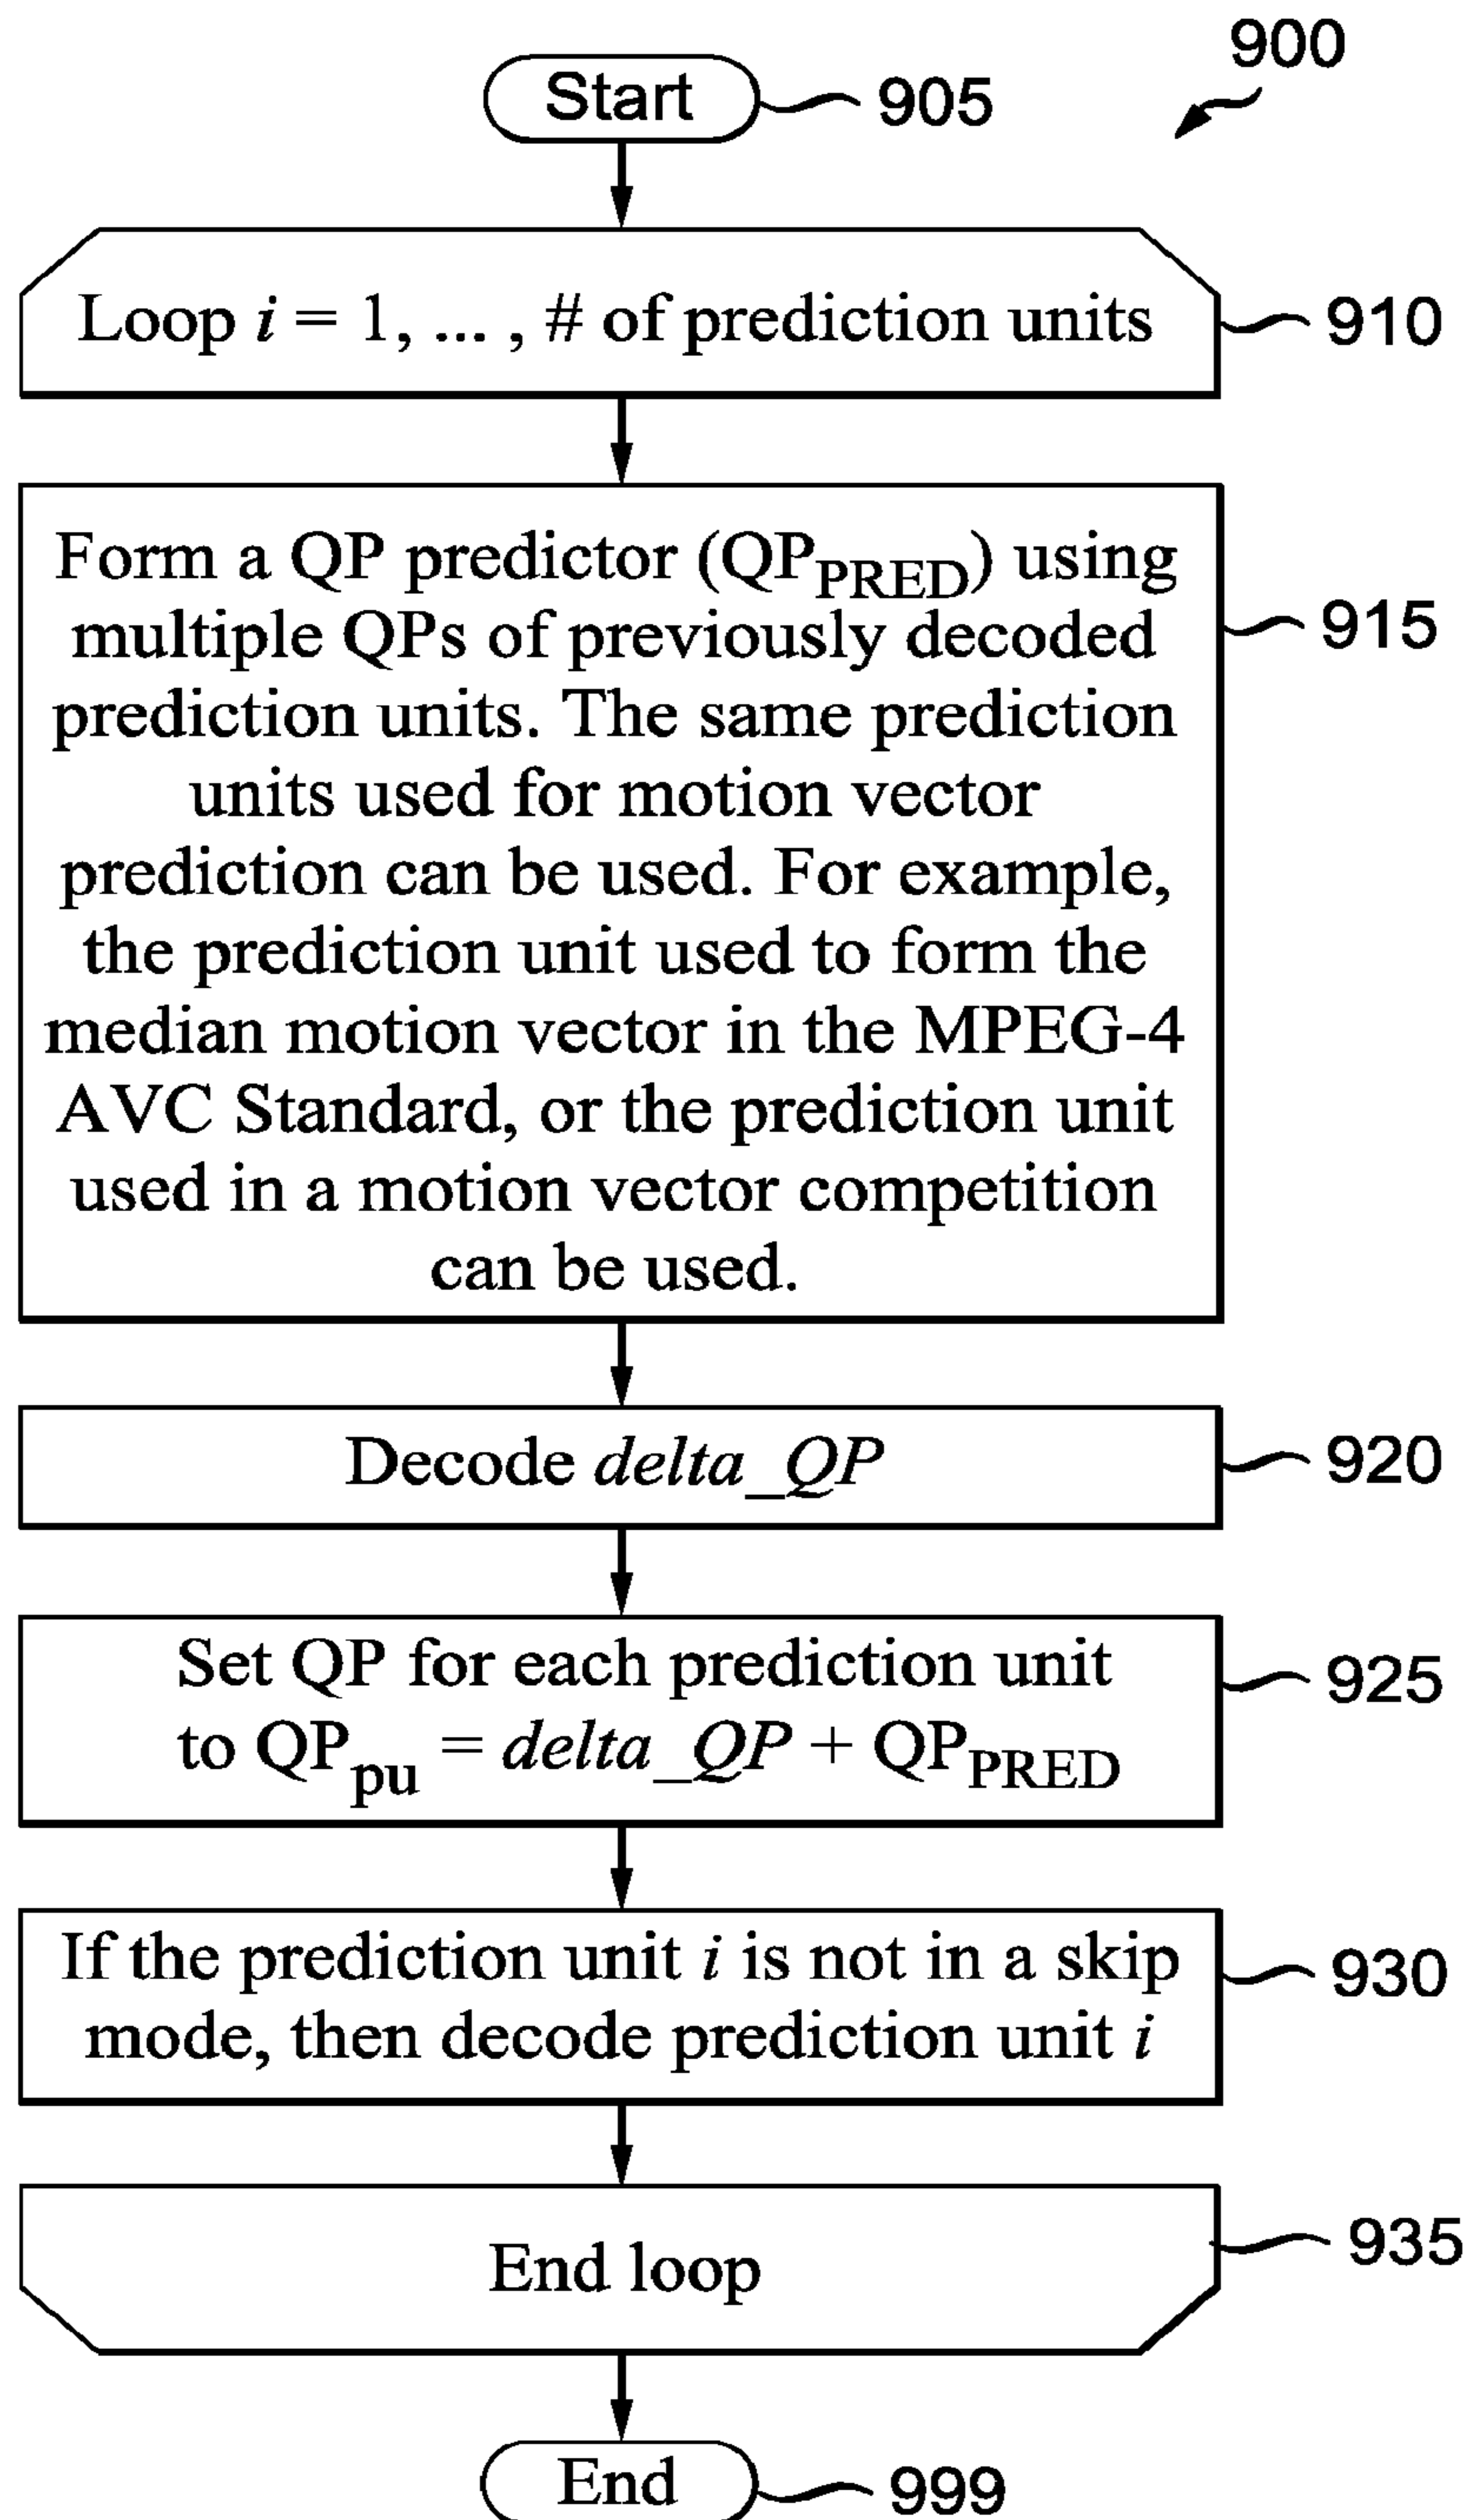 900
Start
905
Loop i = 1, ... , # of prediction units
910
Form a QP predictor (QPPRED) using
multiple QPs of previously decoded
prediction units. The same prediction
units used for motion vector
prediction can be used. For example,
the prediction unit used to form the
median motion vector in the MPEG-4
AVC Standard, or the prediction unit
used in a motion vector competition
can be used.
915
Decode delta_QP
920
Set QP for each prediction unit
to QPpu = delta_QP + QPPRED
925
If the prediction unit i is not in a skip
mode, then decode prediction unit i
930
End loop
935
End
999